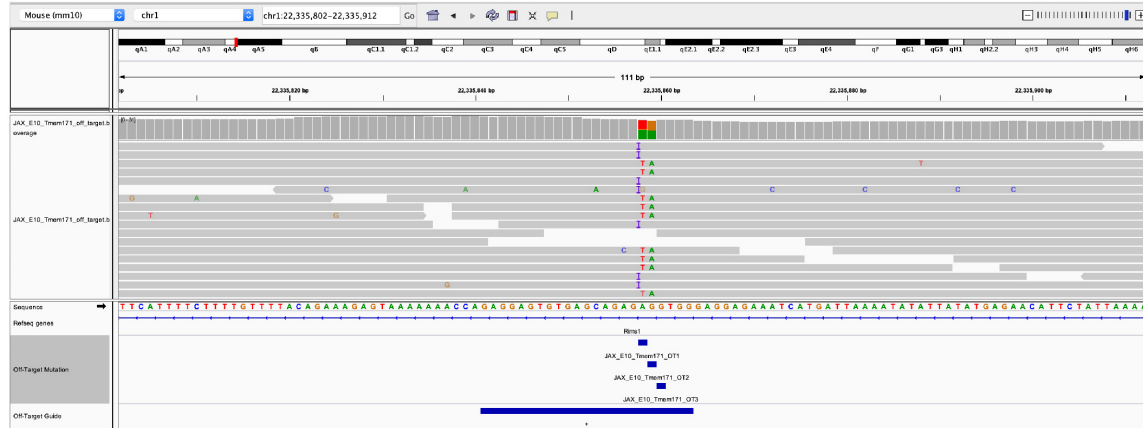 Mouse (mm10) chr1 chr1:22,335,802-22,335,912 Go
qA1 qA2 qA3 qA4 qA5 qB qC1.1 qC1.2 qC2 qC3 qC4 qC5 qD qE1.1 qE2.1 qE2.2 qE2.3 qE3 qE4 qF qG1 qG3 qH1 qH2.2 qH3 qH4 qH5 qH6
111 bp
bp 22,335,820 bp 22,335,840 bp 22,335,860 bp 22,335,880 bp 22,335,900 bp
JAX_E10_Tmem171_off_target.b
overage
I
I
T A T
T A
I
C A A I G C C C C
G A T A
T A
T G T A
I
C T A
T A
T A
I
G I
T A
JAX_E10_Tmem171_off_target.b
Sequence T T C A T T T T C T T T T G T T T T A C A G A A A G A G T A A A A A A A C C A G A G G A G T G T G A G C A G A G A G G T G G G A G G A G A A A T C A T G A T T A A A A T A T A T T A T A T G A G A A C A T T C T A T T A A A
Refseq genes
Rims1
Off-Target Mutation
JAX_E10_Tmem171_OT1
JAX_E10_Tmem171_OT2
JAX_E10_Tmem171_OT3
Off-Target Guide
+